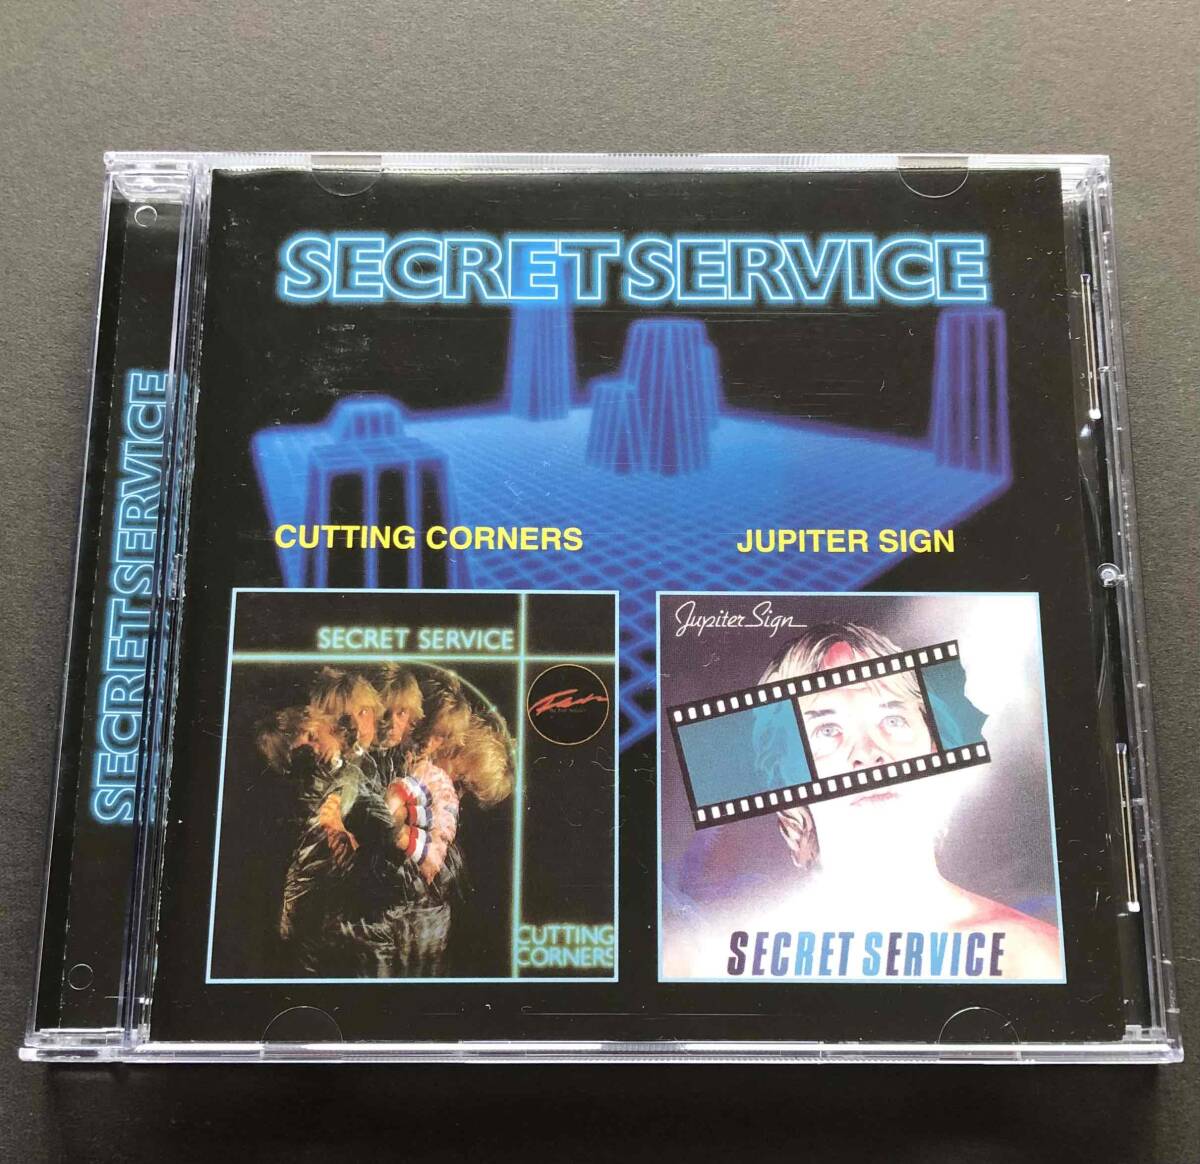 SECRET SERVICE
SECRET SERVICE
CUTTING CORNERS
JUPITER SIGN
SECRET SERVICE
CUTTING
CORNERS
Jupiter Sign
SECRET SERVICE